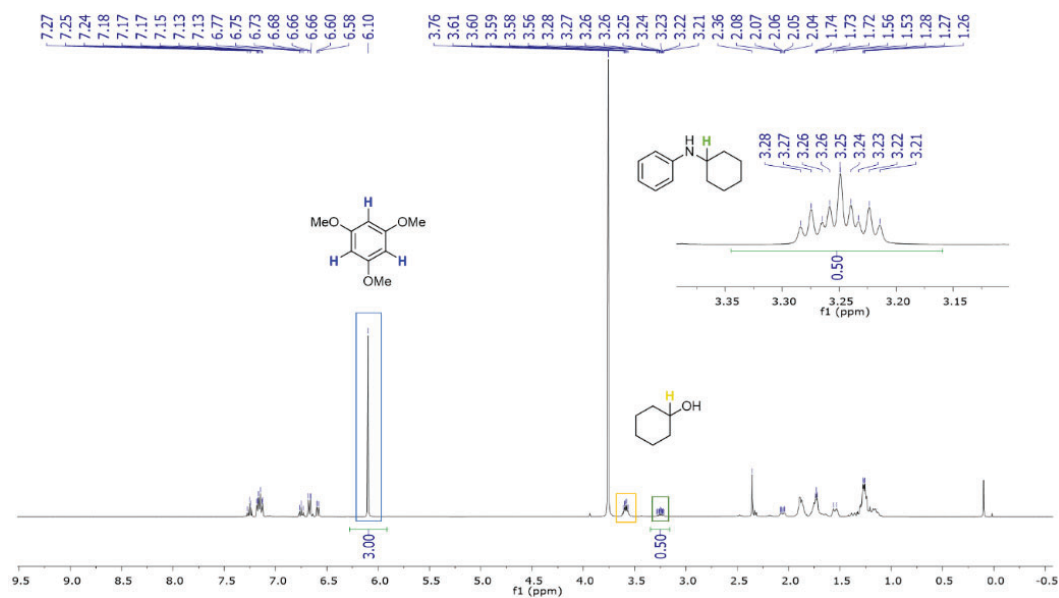 7.27 7.25 7.24 7.18 7.17 7.17 7.15 7.13 7.13 6.77 6.75 6.73 6.68 6.66 6.66 6.60 6.58 6.10 3.76 3.61 3.60 3.59 3.58 3.56 3.28 3.27 3.26 3.26 3.25 3.24 3.23 3.22 3.21 2.36 2.08 2.07 2.06 2.05 2.04 1.74 1.73 1.72 1.56 1.53 1.28 1.27 1.26
H
N H
3.28 3.27 3.26 3.26 3.25 3.24 3.23 3.22 3.21
H
MeO OMe
H H
OMe
0.50
3.35 3.30 3.25 3.20 3.15
f1 (ppm)
H
OH
3.00 0.50
9.5 9.0 8.5 8.0 7.5 7.0 6.5 6.0 5.5 5.0 4.5 4.0 3.5 3.0 2.5 2.0 1.5 1.0 0.5 0.0 -0.5
f1 (ppm)